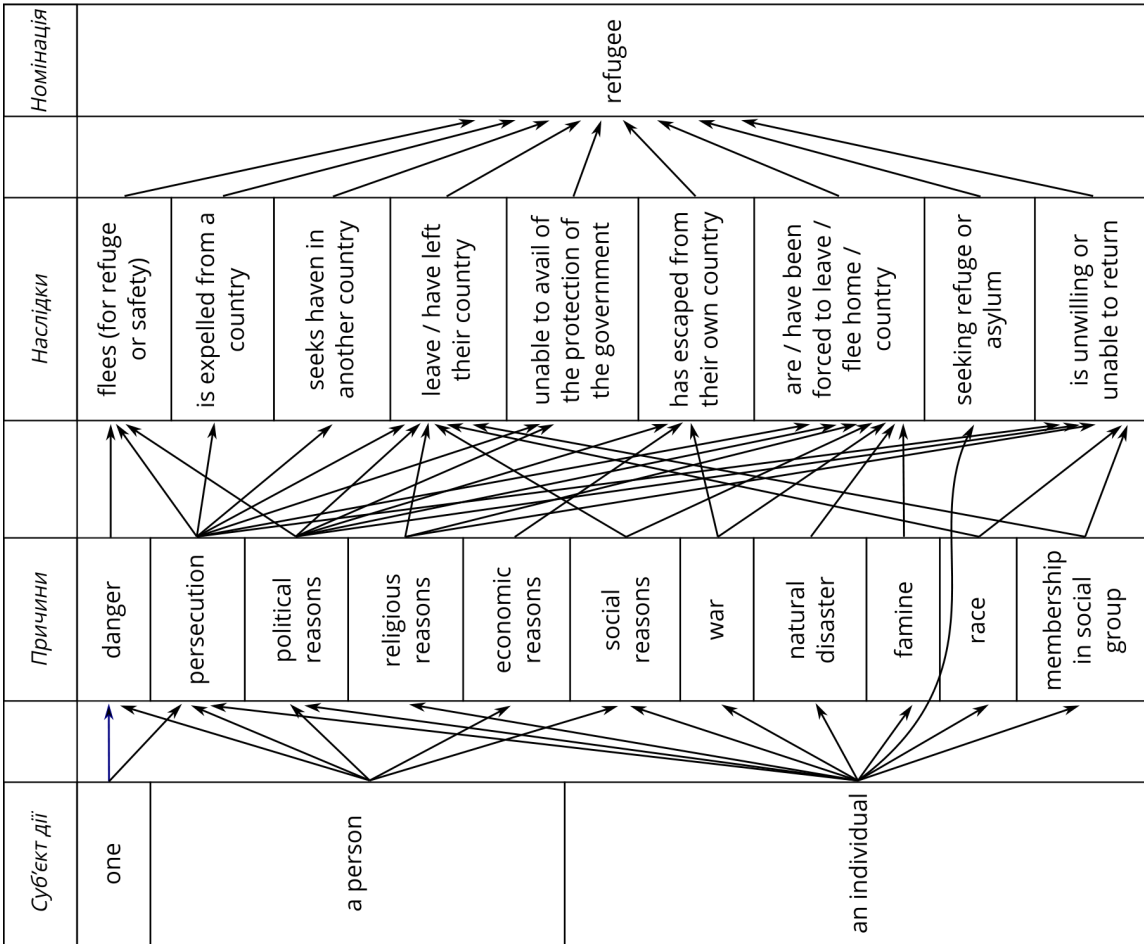 Суб'єкт дії
Причини
Наслідки
Номінація
one
a person
an individual
danger
persecution
political
reasons
religious
reasons
economic
reasons
social
reasons
war
natural
disaster
famine
race
membership
in social
group
flees (for refuge
or safety)
is expelled from a
country
seeks haven in
another country
leave / have left
their country
unable to avail of
the protection of
the government
has escaped from
their own country
are / have been
forced to leave /
flee home /
country
seeking refuge or
asylum
is unwilling or
unable to return
refugee